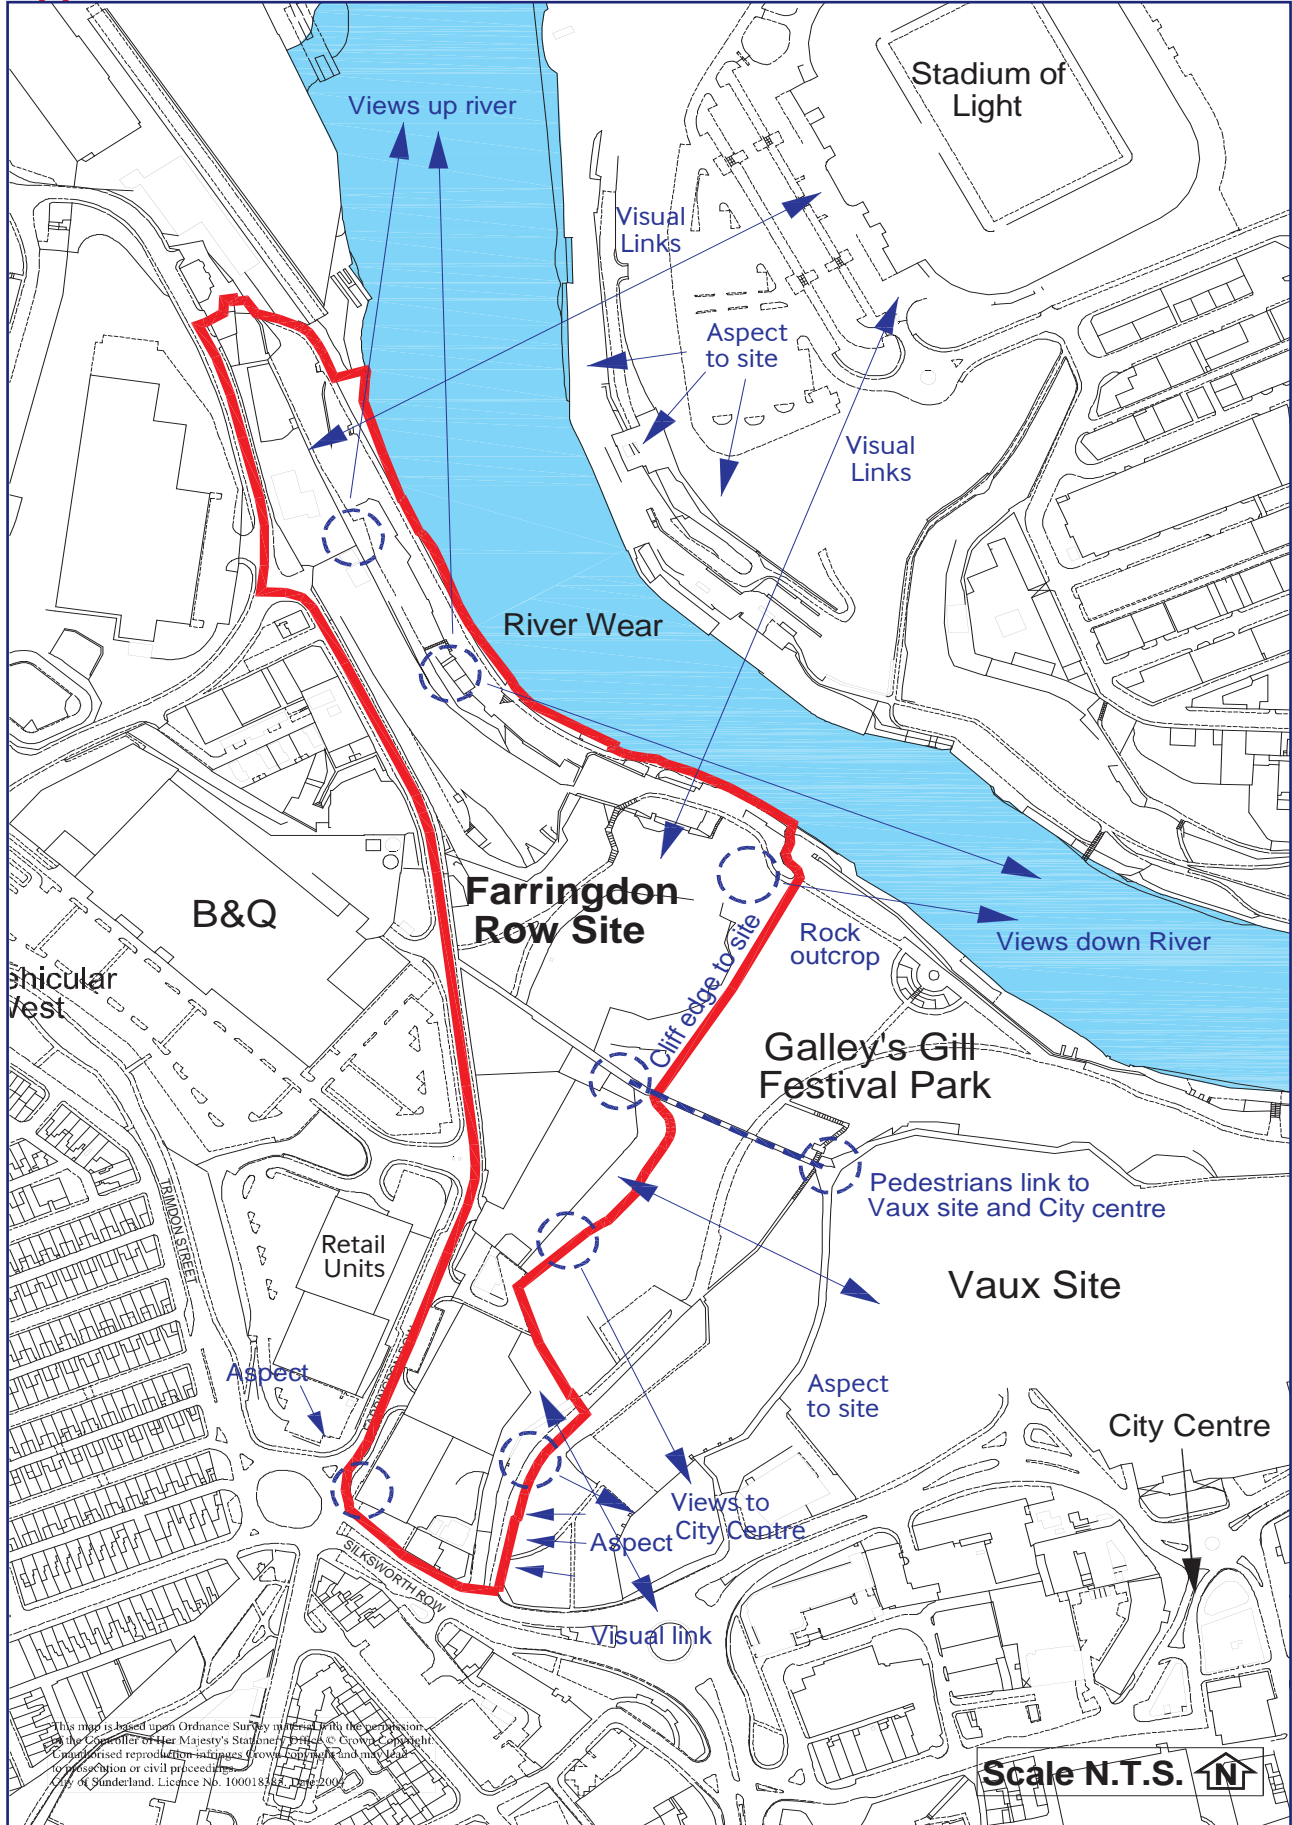 Stadium of
Light
Views up river
Visual
Links
Aspect
to site
Visual
Links
River Wear
Farringdon
Row Site
B&Q
Rock
outcrop
Views down River
Cliff edge to site
Galley's Gill
Festival Park
Pedestrians link to
Vaux site and City centre
TRIMDON STREET
Retail
Units
Vaux Site
Aspect
Aspect
to site
City Centre
Views to
City Centre
Aspect
SILKSWORTH ROW
Visual link
This map is based upon Ordnance Survey material with the permission
of the Controller of Her Majesty's Stationery Office © Crown Copyright.
Unauthorised reproduction infringes Crown copyright and may lead
to prosecution or civil proceedings.
City of Sunderland. Licence No. Date
Scale N.T.S. N